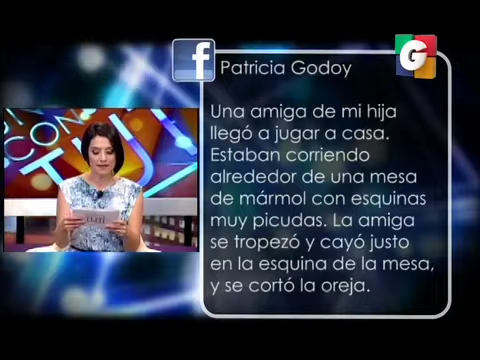 f
G
Patricia Godoy
Una amiga de mi hija
llegó a jugar a casa.
Estaban corriendo
alrededor de una mesa
de mármol con esquinas
muy picudas. La amiga
se tropezó y cayó justo
en la esquina de la mesa,
y se cortó la oreja.
CON
TU